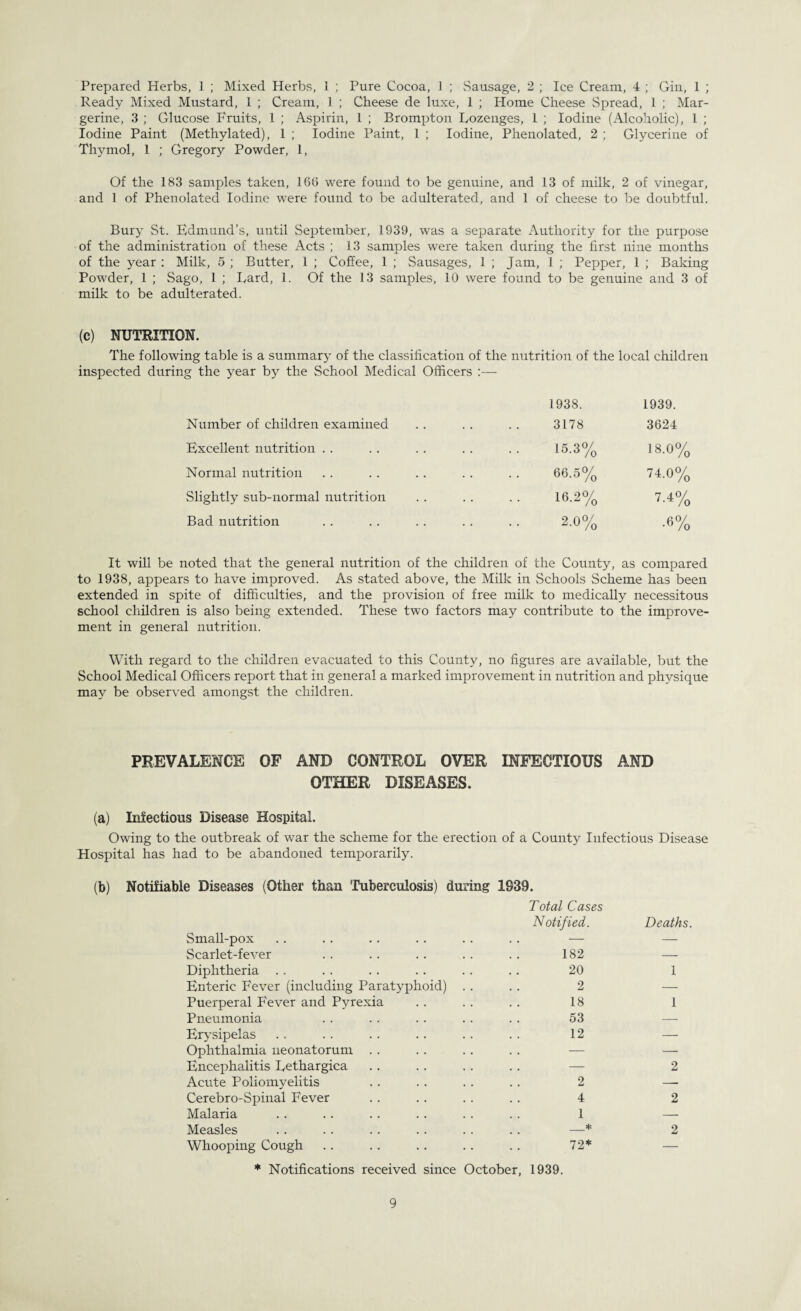 Prepared Herbs, 1 ; Mixed Herbs, 1 ; Pure Cocoa, 1 ; Sausage, 2 ; Ice Cream, 4 ; Gin, 1 ;
Ready Mixed Mustard, 1 ; Cream, 1 ; Cheese de luxe, 1 ; Home Cheese Spread, 1 ; Mar-
gerine, 3 ; Glucose Fruits, 1 ; Aspirin, 1 ; Brompton Lozenges, 1 ; Iodine (Alcoholic), 1 ;
Iodine Paint (Methylated), 1 ; Iodine Paint, 1 ; Iodine, Phenolated, 2 ; Glycerine of
Thymol, 1 ; Gregory Powder, 1,
Of the 183 samples taken, 166 were found to be genuine, and 13 of milk, 2 of vinegar,
and 1 of Phenolated Iodine were found to be adulterated, and 1 of cheese to be doubtful.
Bury St. Edmund's, until September, 1939, was a separate Authority for the purpose
of the administration of these Acts ; 13 samples were taken during the first nine months
of the year : Milk, 5 ; Butter, 1 ; Coffee, 1 ; Sausages, 1 ; Jam, 1 ; Pepper, 1 ; Baking
Powder, 1 ; Sago, 1 ; Lard, 1. Of the 13 samples, 10 were found to be genuine and 3 of
milk to be adulterated.
(c) NUTRITION.
The following table is a summary of the classification of the nutrition of the local children
inspected during the year by the School Medical Officers :—
1938. 1939.
Number of children examined .. .. .. 3178 3624
Excellent nutrition .. .. .. .. .. 15.3% 18.0%
Normal nutrition .. .. .. .. .. 66.5% 74.0%
Slightly sub-normal nutrition .. .. .. 16.2% 7.4%
Bad nutrition .. .. .. .. .. 2.0% .6%
It will be noted that the general nutrition of the children of the County, as compared
to 1938, appears to have improved. As stated above, the Milk in Schools Scheme has been
extended in spite of difficulties, and the provision of free milk to medically necessitous
school children is also being extended. These two factors may contribute to the improve-
ment in general nutrition.
With regard to the children evacuated to this County, no figures are available, but the
School Medical Officers report that in general a marked improvement in nutrition and physique
may be observed amongst the children.
PREVALENCE OF AND CONTROL OVER INFECTIOUS AND
OTHER DISEASES.
(a) Infectious Disease Hospital.
Owing to the outbreak of war the scheme for the erection of a County Infectious Disease
Hospital has had to be abandoned temporarily.
(b) Notifiable Diseases (Other than Tuberculosis) during 1939.
Total Cases
Notified. Deaths.
Small-pox .. .. .. .. .. .. — —
Scarlet-fever .. .. .. .. .. 182 —
Diphtheria .. .. .. .. .. .. 20 1
Enteric Fever (including Paratyphoid) .. .. 2 —
Puerperal Fever and Pyrexia .. .. .. 18 1
Pneumonia .. .. .. .. .. 53 —
Erysipelas .. .. .. .. .. .. 12 —
Ophthalmia neonatorum .. .. .. .. — —
Encephalitis Lethargica .. .. .. .. — 2
Acute Poliomyelitis .. .. .. .. 2 —
Cerebro-Spinal Fever .. .. .. .. 4 2
Malaria .. .. .. .. .. .. 1 —
Measles .. .. .. .. .. .. —* 2
Whooping Cough .. .. .. .. .. 72* —
* Notifications received since October, 1939.
9